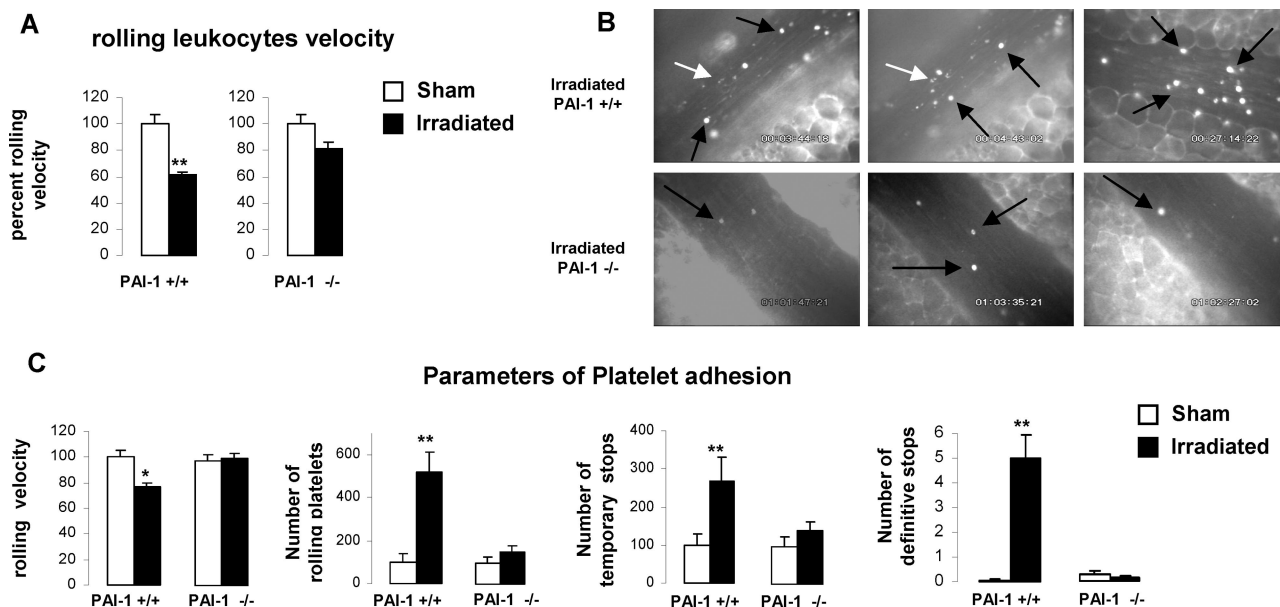 A
rolling leukocytes velocity
Sham
Irradiated
percent rolling
velocity
120
100
80
60
40
20
0
**
PAI-1 +/+
120
100
80
60
40
20
0
PAI-1 -/-
B
Irradiated
PAI-1 +/+
00:03:44:18
00:04:43:02
00:27:14:22
Irradiated
PAI-1 -/-
01:01:47:21
01:03:35:21
01:02:27:02
C
Parameters of Platelet adhesion
Sham
Irradiated
rolling velocity
120
100
80
60
40
20
0
*
PAI-1 +/+
PAI-1 -/-
Number of
rolling platelets
600
400
200
0
**
PAI-1 +/+
PAI-1 -/-
Number of
temporary stops
400
300
200
100
0
**
PAI-1 +/+
PAI-1 -/-
Number of
definitive stops
6
5
4
3
2
1
0
**
PAI-1 +/+
PAI-1 -/-